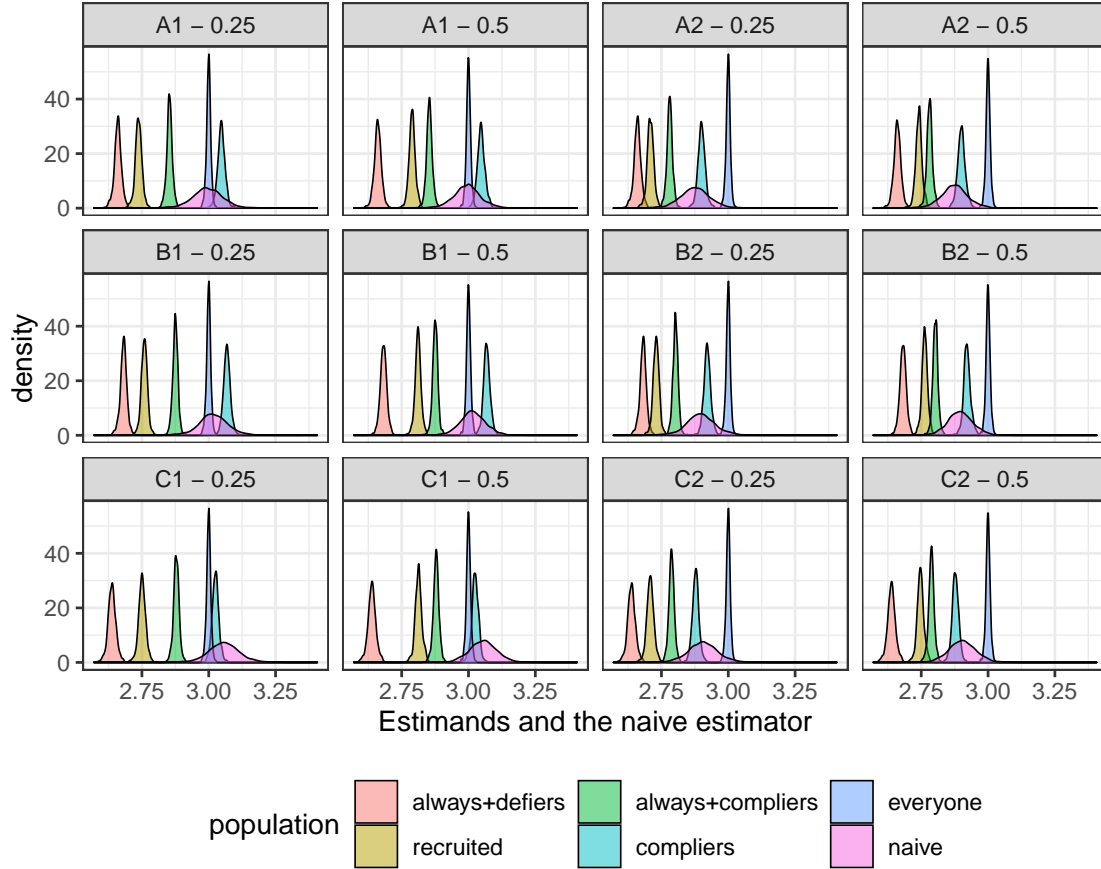 A1 − 0.25 A1 − 0.5 A2 − 0.25 A2 − 0.5
40
20
0
B1 − 0.25 B1 − 0.5 B2 − 0.25 B2 − 0.5
40
20
0
C1 − 0.25 C1 − 0.5 C2 − 0.25 C2 − 0.5
40
20
0
density
2.75 3.00 3.25 2.75 3.00 3.25 2.75 3.00 3.25 2.75 3.00 3.25
Estimands and the naive estimator
population
always+defiers always+compliers everyone
recruited compliers naive